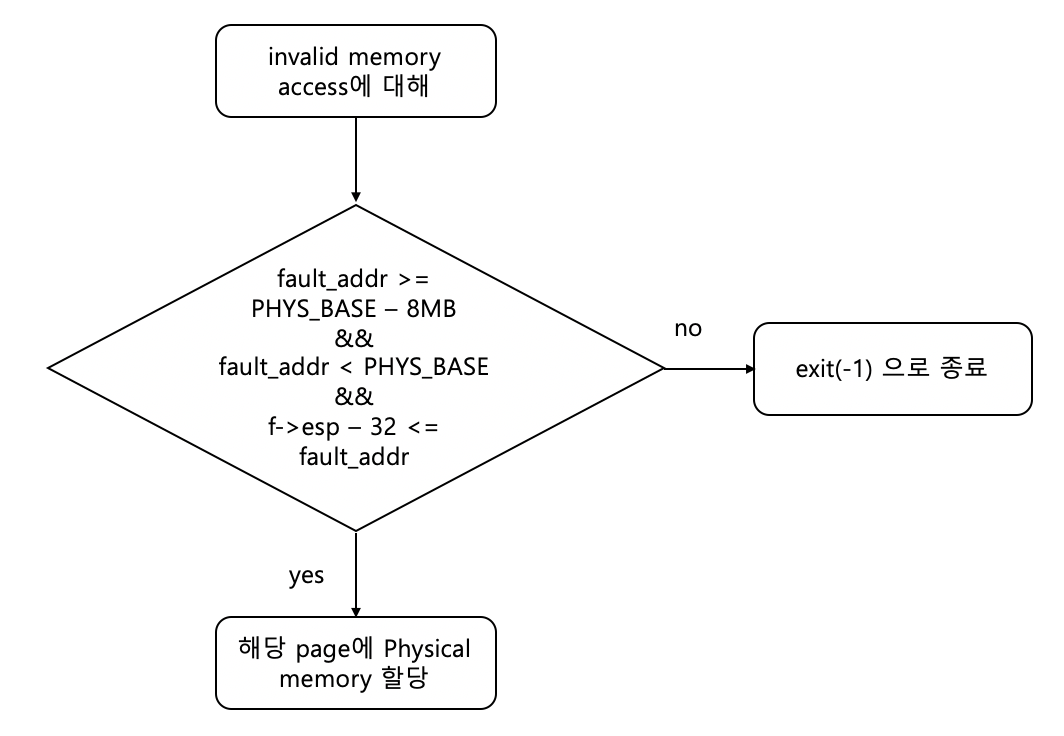 invalid memory
access에 대해
fault_addr >=
PHYS_BASE – 8MB
&&
fault_addr < PHYS_BASE
&&
f->esp – 32 <=
fault_addr
no
exit(-1) 으로 종료
yes
해당 page에 Physical
memory 할당